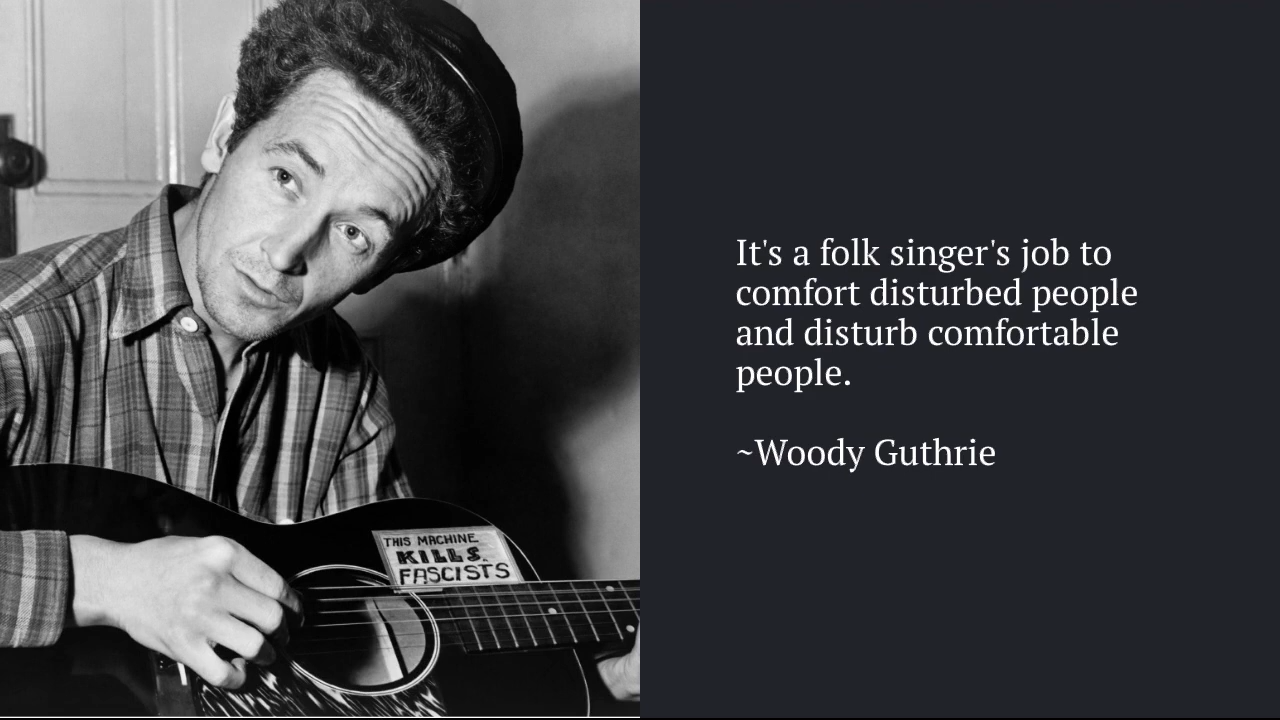 THIS MACHINE
KILLS
FASCISTS
It's a folk singer's job to
comfort disturbed people
and disturb comfortable
people.
~Woody Guthrie